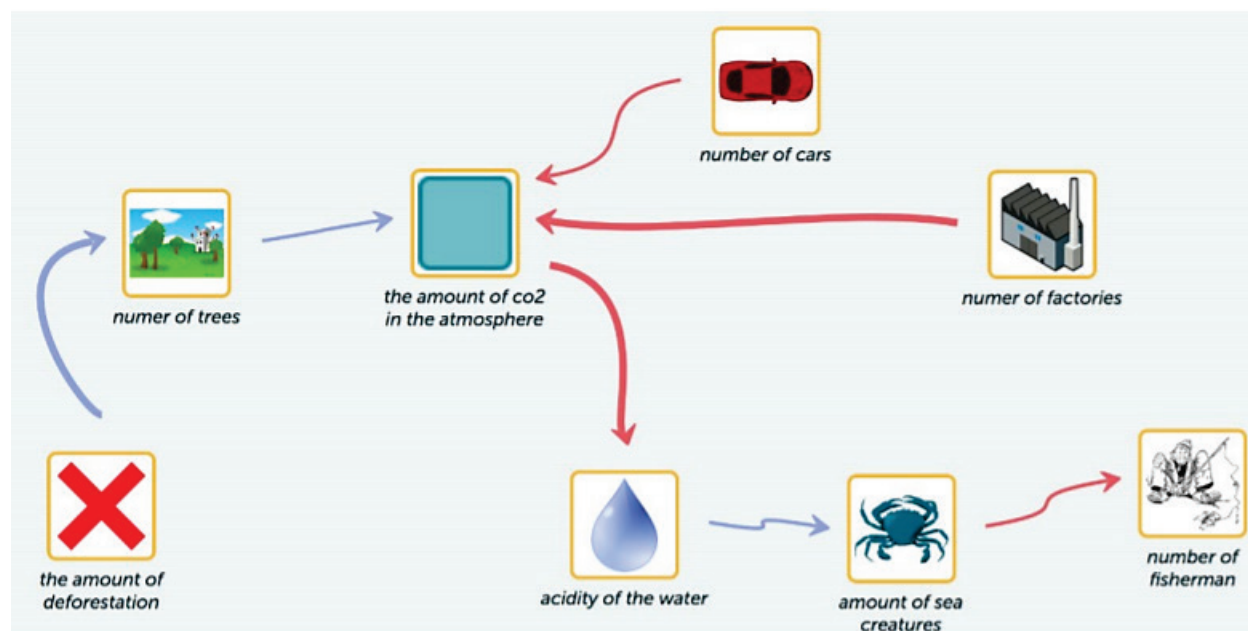 number of cars
numer of trees
the amount of co2
in the atmosphere
numer of factories
the amount of
deforestation
acidity of the water
amount of sea
creatures
number of
fisherman